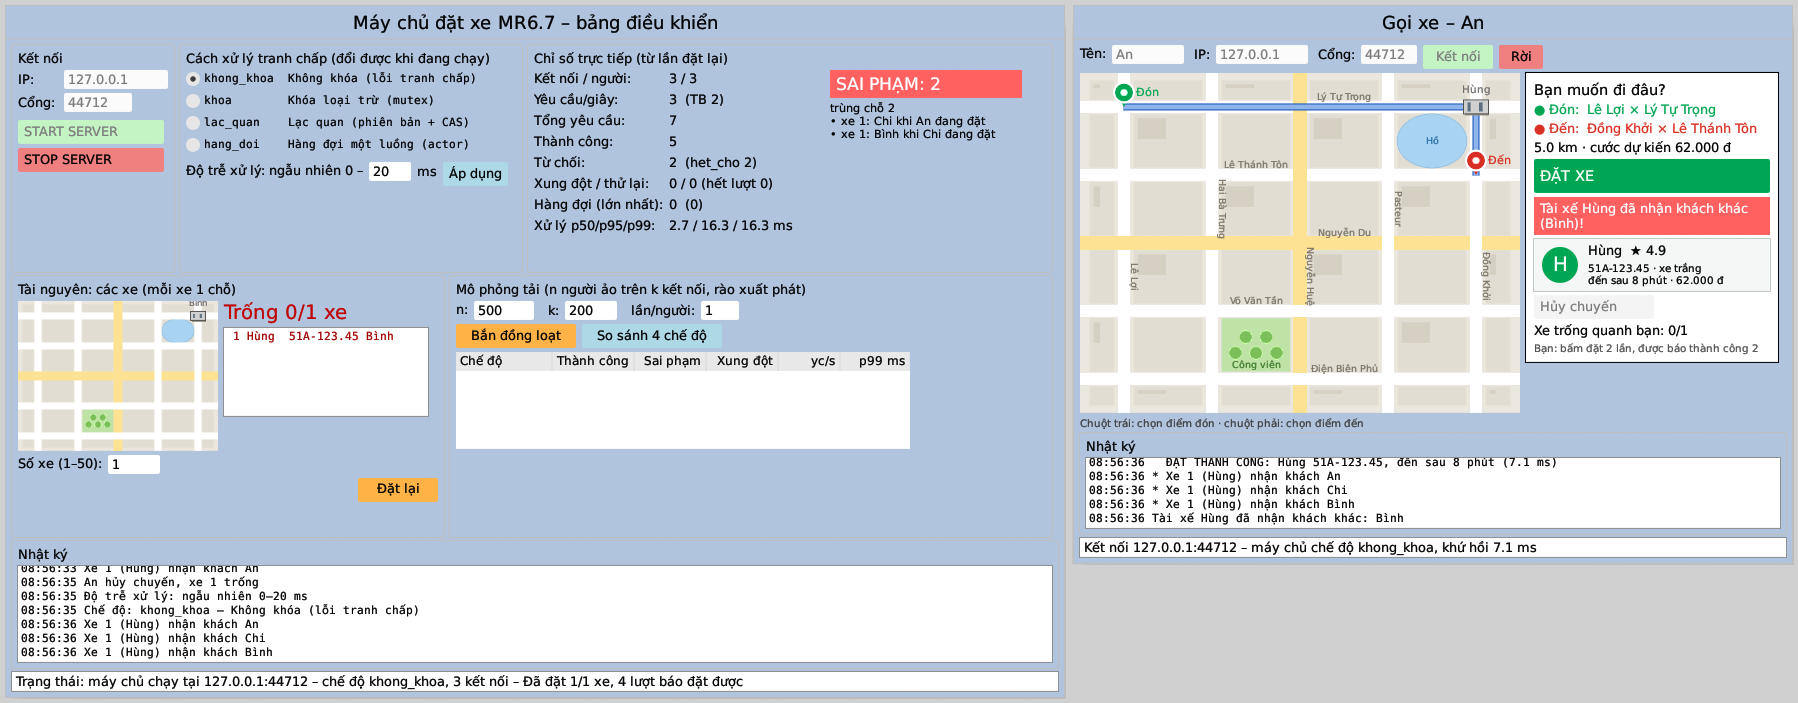 Máy chủ đặt xe MR6.7 – bảng điều khiển
Kết nối
IP: 127.0.0.1
Cổng: 44712
START SERVER
STOP SERVER
Cách xử lý tranh chấp (đổi được khi đang chạy)
khong_khoa Không khóa (lỗi tranh chấp)
khoa Khóa loại trừ (mutex)
lac_quan Lạc quan (phiên bản + CAS)
hang_doi Hàng đợi một luồng (actor)
Độ trễ xử lý: ngẫu nhiên 0 – 20 ms Áp dụng
Chỉ số trực tiếp (từ lần đặt lại)
Kết nối / người: 3 / 3
Yêu cầu/giây: 3 (TB 2)
Tổng yêu cầu: 7
Thành công: 5
Từ chối: 2 (het_cho 2)
Xung đột / thử lại: 0 / 0 (hết lượt 0)
Hàng đợi (lớn nhất): 0 (0)
Xử lý p50/p95/p99: 2.7 / 16.3 / 16.3 ms
SAI PHẠM: 2
trùng chỗ 2
• xe 1: Chi khi An đang đặt
• xe 1: Bình khi Chi đang đặt
Tài nguyên: các xe (mỗi xe 1 chỗ)
Bình
Trống 0/1 xe
1 Hùng 51A-123.45 Bình
Số xe (1–50): 1
Đặt lại
Mô phỏng tải (n người ảo trên k kết nối, rào xuất phát)
n: 500 k: 200 lần/người: 1
Bắn đồng loạt So sánh 4 chế độ
Chế độ Thành công Sai phạm Xung đột yc/s p99 ms
Nhật ký
08:56:33 Xe 1 (Hùng) nhận khách An
08:56:35 An hủy chuyến, xe 1 trống
08:56:35 Độ trễ xử lý: ngẫu nhiên 0–20 ms
08:56:35 Chế độ: khong_khoa – Không khóa (lỗi tranh chấp)
08:56:36 Xe 1 (Hùng) nhận khách An
08:56:36 Xe 1 (Hùng) nhận khách Chi
08:56:36 Xe 1 (Hùng) nhận khách Bình
Trạng thái: máy chủ chạy tại 127.0.0.1:44712 – chế độ khong_khoa, 3 kết nối – Đã đặt 1/1 xe, 4 lượt báo đặt được
Gọi xe – An
Tên: An IP: 127.0.0.1 Cổng: 44712 Kết nối Rời
Đón
Lý Tự Trọng
Hùng
Hồ
Đến
Lê Thánh Tôn
Hai Bà Trưng
Pasteur
Nguyễn Du
Lê Lợi
Nguyễn Huệ
Đồng Khởi
Võ Văn Tần
Công viên
Điện Biên Phủ
Bạn muốn đi đâu?
Đón: Lê Lợi × Lý Tự Trọng
Đến: Đồng Khởi × Lê Thánh Tôn
5.0 km · cước dự kiến 62.000 đ
ĐẶT XE
Tài xế Hùng đã nhận khách khác
(Bình)!
H
Hùng ★ 4.9
51A-123.45 · xe trắng
đến sau 8 phút · 62.000 đ
Hủy chuyến
Xe trống quanh bạn: 0/1
Bạn: bấm đặt 2 lần, được báo thành công 2
Chuột trái: chọn điểm đón · chuột phải: chọn điểm đến
Nhật ký
08:56:36 ĐẶT THÀNH CÔNG: Hùng 51A-123.45, đến sau 8 phút (7.1 ms)
08:56:36 * Xe 1 (Hùng) nhận khách An
08:56:36 * Xe 1 (Hùng) nhận khách Chi
08:56:36 * Xe 1 (Hùng) nhận khách Bình
08:56:36 Tài xế Hùng đã nhận khách khác: Bình
Kết nối 127.0.0.1:44712 – máy chủ chế độ khong_khoa, khứ hồi 7.1 ms